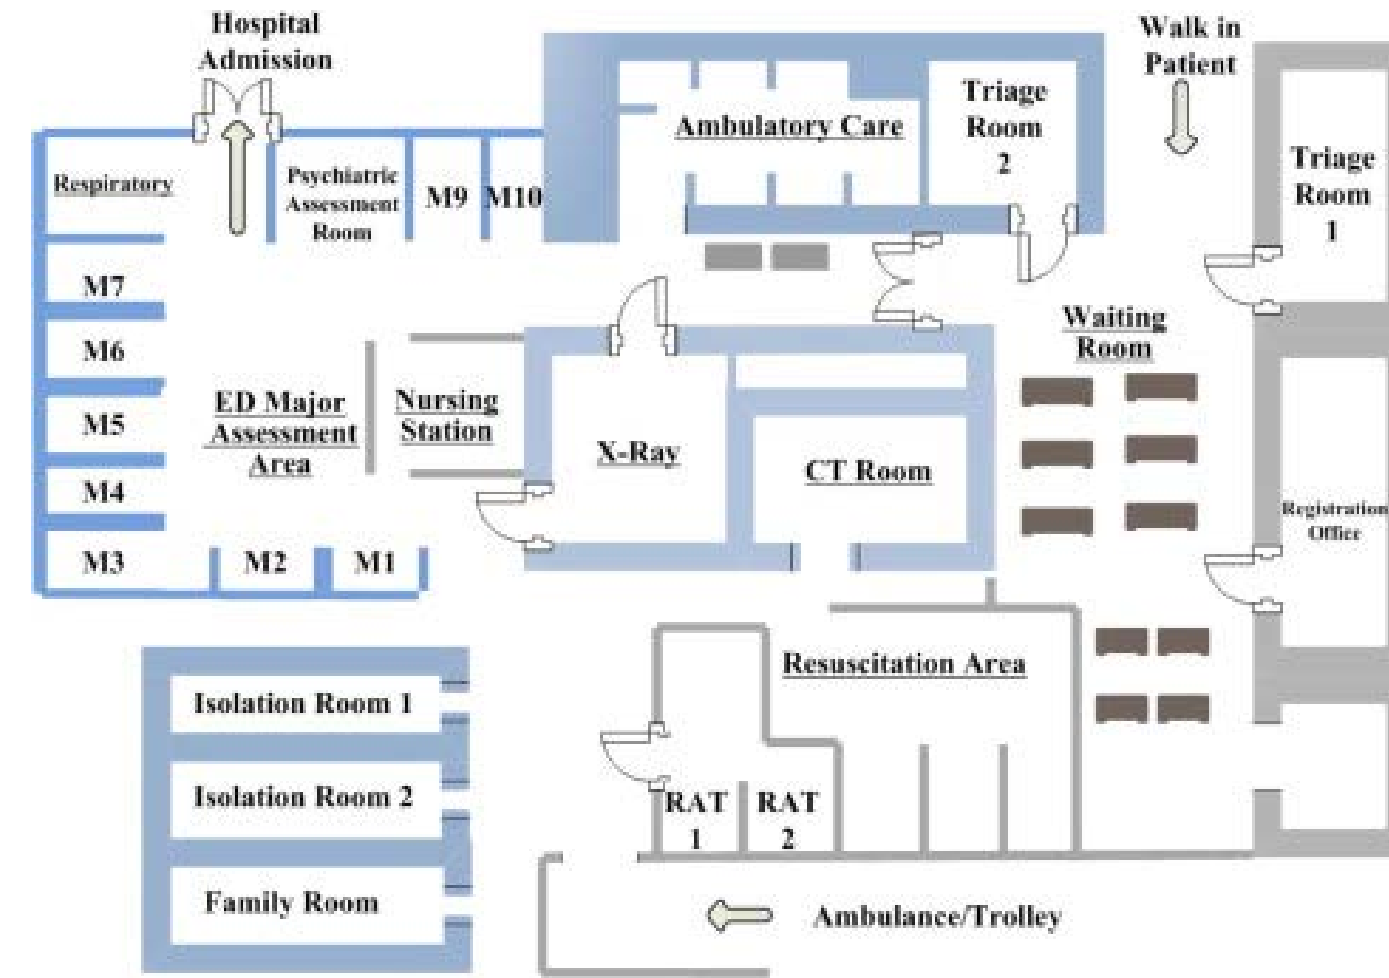 Hospital
Admission
Walk in
Patient
Triage
Room
2
Ambulatory Care
Triage
Room
1
Respiratory
Psychiatric
Assessment
Room
M9
M10
M7
M6
M5
M4
M3
M2
M1
ED Major
Assessment
Area
Nursing
Station
X-Ray
CT Room
Waiting
Room
Registration
Office
Resuscitation Area
Isolation Room 1
Isolation Room 2
Family Room
RAT
1
RAT
2
Ambulance/Trolley